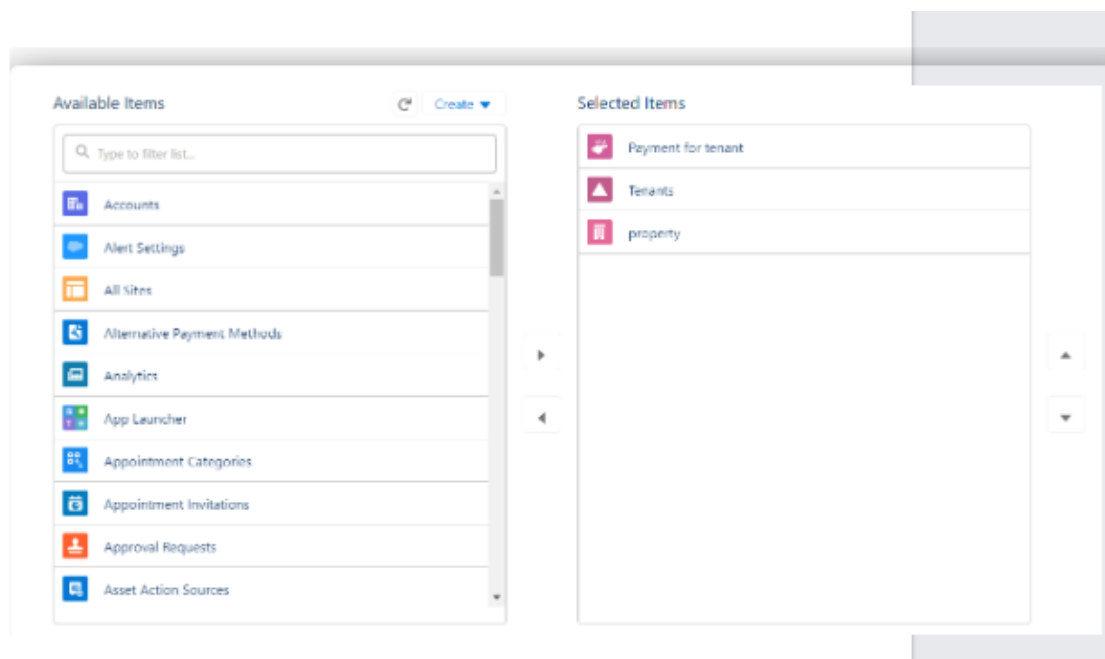 Available Items
Create
Type to filter list...
Accounts
Alert Settings
All Sites
Alternative Payment Methods
Analytics
App Launcher
Appointment Categories
Appointment Invitations
Approval Requests
Asset Action Sources
Selected Items
Payment for tenant
Tenants
property